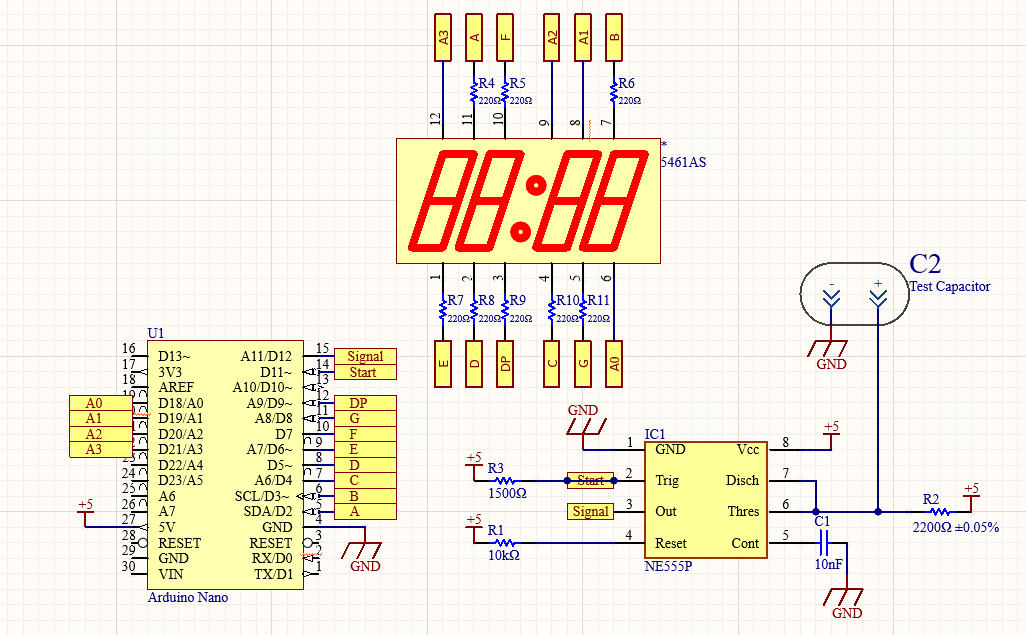 A3 A F A2 A1 B
R4 R5 R6
220Ω 220Ω 220Ω
12 11 10 9 8 7
*
5461AS
1 2 3 4 5 6
R7 R8 R9 R10 R11
220Ω 220Ω 220Ω 220Ω 220Ω
E D DP C G A0
C2
Test Capacitor
- +
GND
U1
16 D13~ A11/D12 15 Signal
17 3V3 D11~ 14 Start
18 AREF A10/D10~ 13
A0 19 D18/A0 A9/D9~ 12 DP
A1 D19/A1 A8/D8 11 G
A2 D20/A2 D7 10 F
A3 D21/A3 A7/D6~ 9 E
D22/A4 D5~ 8 D
24 D23/A5 A6/D4 7 C
25 A6 SCL/D3~ 6 B
26 A7 SDA/D2 5 A
+5 27 5V GND 4
28 RESET RESET 3
29 GND RX/D0 2
30 VIN TX/D1 1
GND
Arduino Nano
GND
IC1
1 GND Vcc 8 +5
+5 R3 1500Ω Start 2 Trig Disch 7
Signal 3 Out Thres 6
+5 R1 10kΩ 4 Reset Cont 5
NE555P
C1
10nF
GND
R2 +5
2200Ω ±0.05%